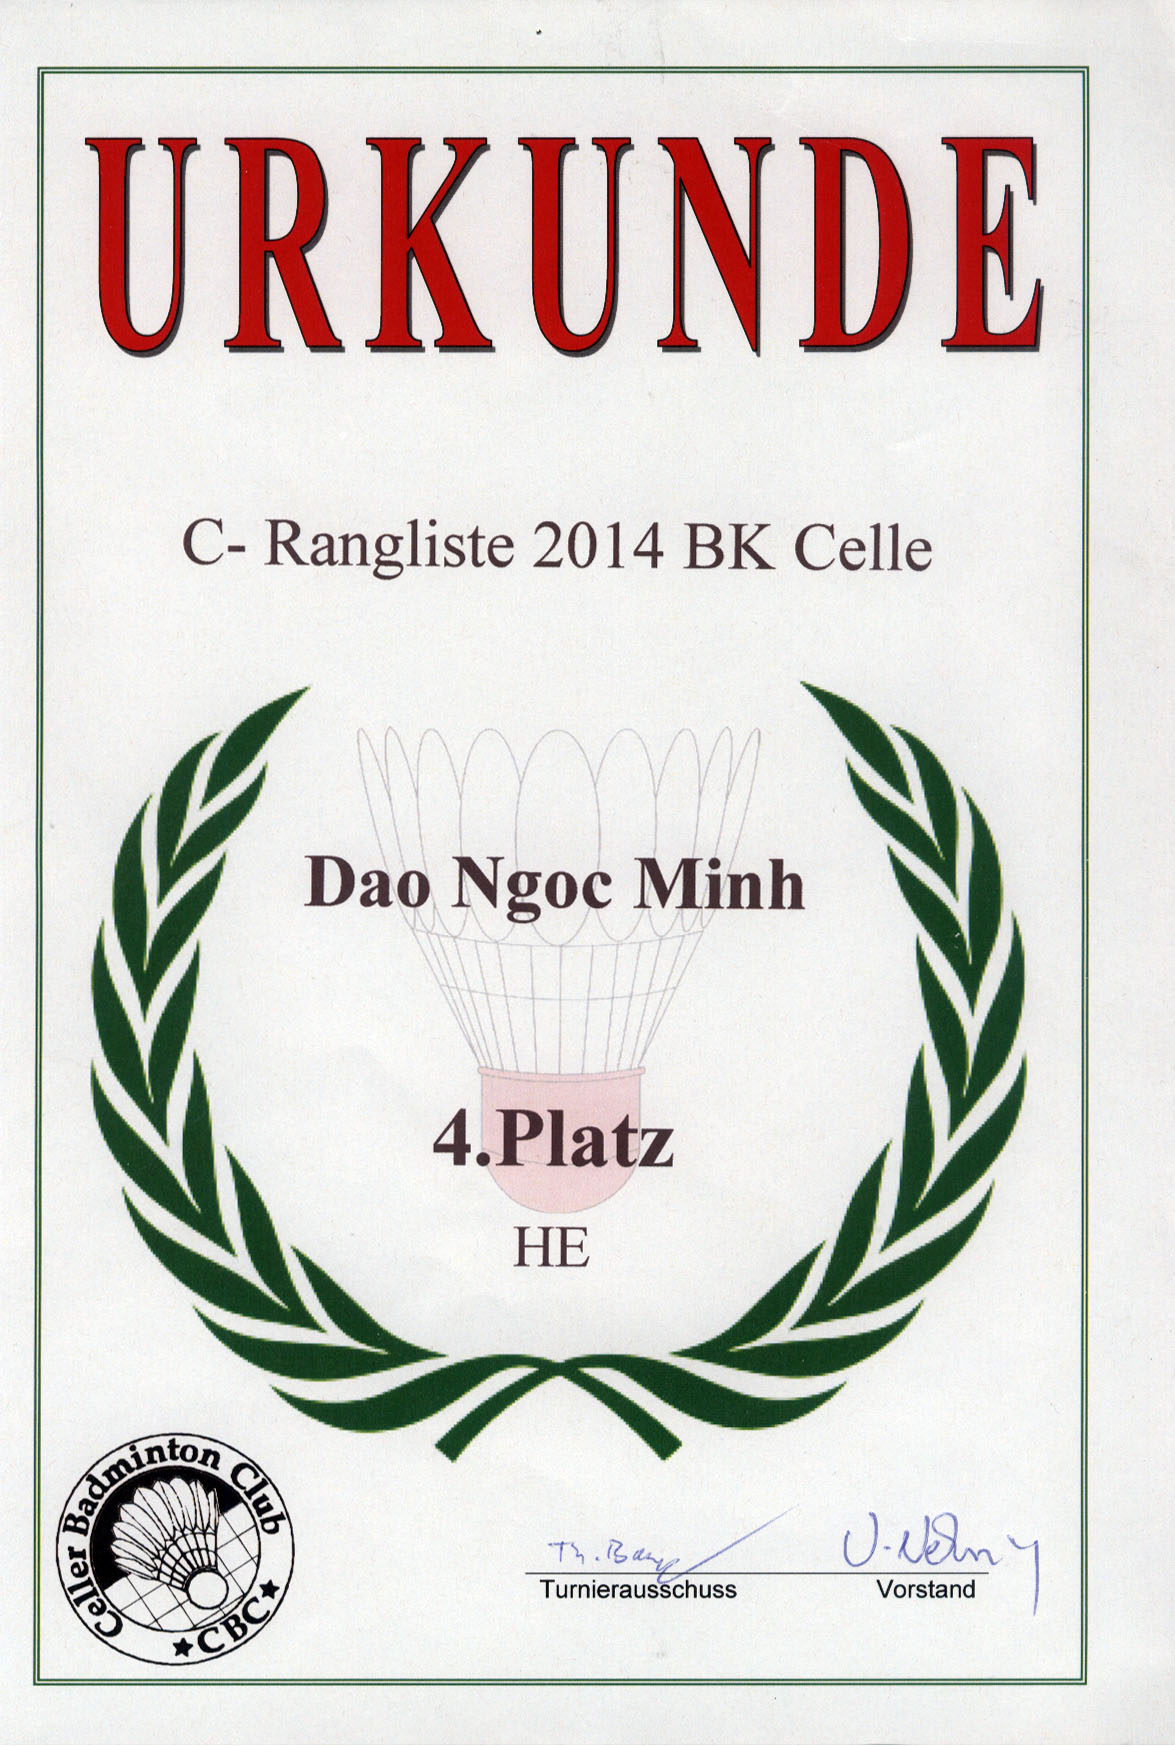 URKUNDE
C- Rangliste 2014 BK Celle
Dao Ngoc Minh
4.Platz
HE
Celler Badminton Club
★CBC★
Turnierausschuss Vorstand